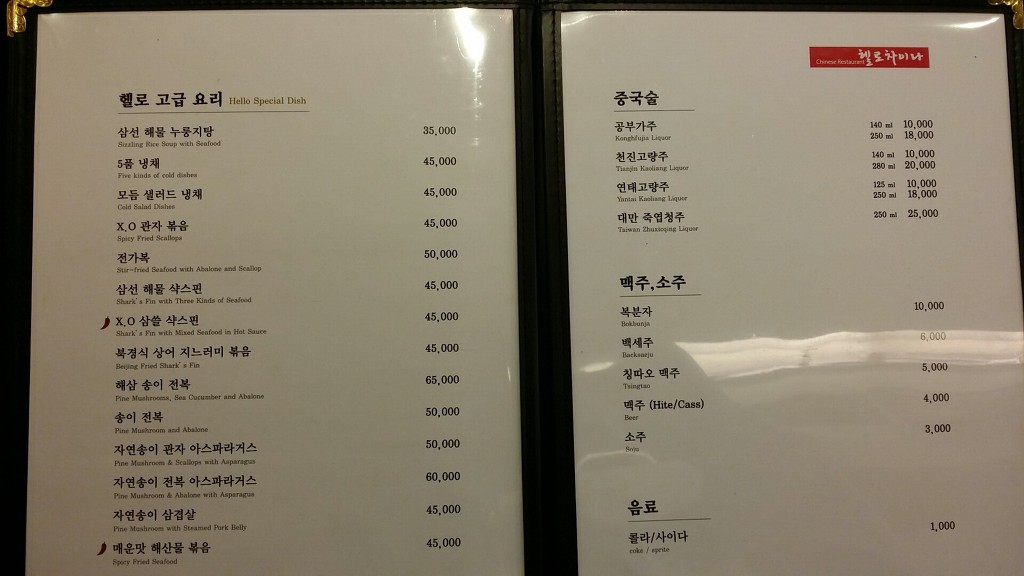 헬로 고급 요리 Hello Special Dish
삼선 해물 누룽지탕 35,000
Sizzling Rice Soup with Seafood
5품 냉채 45,000
Five kinds of cold dishes
모듬 샐러드 냉채 45,000
Cold Salad Dishes
X.O 관자 볶음 45,000
Spicy Fried Scallops
전가복 50,000
Stir-fried Seafood with Abalone and Scallop
삼선 해물 샥스핀 45,000
Shark's Fin with Three Kinds of Seafood
X.O 삼쓸 샥스핀 45,000
Shark's Fin with Mixed Seafood in Hot Sauce
북경식 상어 지느러미 볶음 45,000
Beijing Fried Shark's Fin
해삼 송이 전복 65,000
Pine Mushrooms, Sea Cucumber and Abalone
송이 전복 50,000
Pine Mushroom and Abalone
자연송이 관자 아스파라거스 50,000
Pine Mushroom & Scallops with Asparagus
자연송이 전복 아스파라거스 60,000
Pine Mushroom & Abalone with Asparagus
자연송이 삼겹살 45,000
Pine Mushroom with Steamed Pork Belly
매운맛 해산물 볶음 45,000
Spicy Fried Seafood
Chinese Restaurant 헬로차이나
중국술
공부가주 140 ml 10,000
Konghfujia Liquor 250 ml 18,000
천진고량주 140 ml 10,000
Tianjin Kaoliang Liquor 280 ml 20,000
연태고량주 125 ml 10,000
Yantai Kaoliang Liquor 250 ml 18,000
대만 죽엽청주 250 ml 25,000
Taiwan Zhuxieqing Liquor
맥주,소주
복분자 10,000
Bokbunja
백세주 6,000
Backsaeju
칭따오 맥주 5,000
Tsingtao
맥주 (Hite/Cass) 4,000
Beer
소주 3,000
Soju
음료
콜라/사이다 1,000
coke / sprite